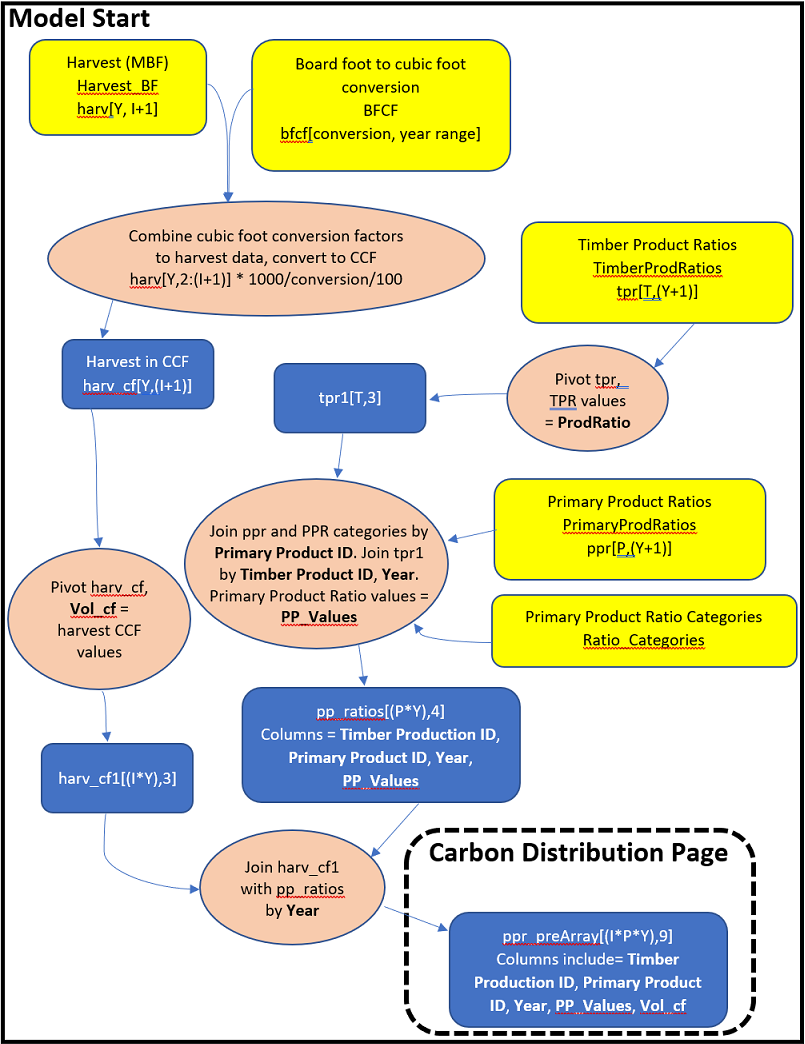 Model Start
Harvest (MBF)
Harvest_BF
harv[Y, I+1]
Board foot to cubic foot
conversion
BFCF
bfcf[conversion, year range]
Combine cubic foot conversion factors
to harvest data, convert to CCF
harv[Y,2:(I+1)] * 1000/conversion/100
Timber Product Ratios
TimberProdRatios
tpr[T,(Y+1)]
Harvest in CCF
harv_cf[Y,(I+1)]
tpr1[T,3]
Pivot tpr,
TPR values
= ProdRatio
Join ppr and PPR categories by
Primary Product ID. Join tpr1
by Timber Product ID, Year.
Primary Product Ratio values =
PP_Values
Primary Product Ratios
PrimaryProdRatios
ppr[P,(Y+1)]
Primary Product Ratio Categories
Ratio_Categories
Pivot harv_cf,
Vol_cf =
harvest CCF
values
pp_ratios[(P*Y),4]
Columns = Timber Production ID,
Primary Product ID, Year,
PP_Values
harv_cf1[(I*Y),3]
Join harv_cf1
with pp_ratios
by Year
Carbon Distribution Page
ppr_preArray[(I*P*Y),9]
Columns include= Timber
Production ID, Primary Product
ID, Year, PP_Values, Vol_cf